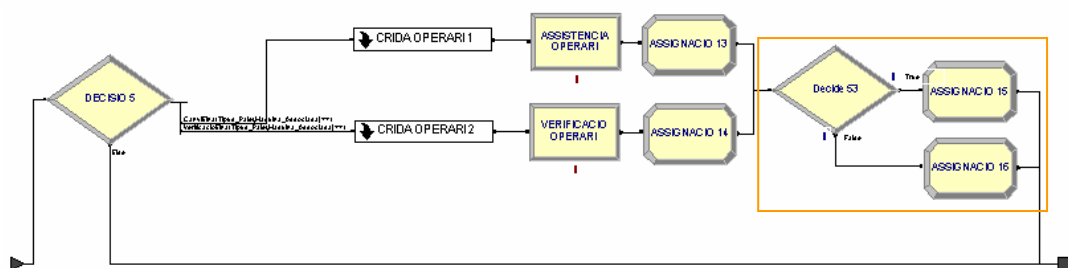 DECISIO 5
Else
CRIDA OPERARI 1
CRIDA OPERARI 2
ASSISTENCIA
OPERARI
VERIFICACIO
OPERARI
ASSIGNACIO 13
ASSIGNACIO 14
Decide 53
True
False
ASSIGNACIO 15
ASSIGNACIO 16